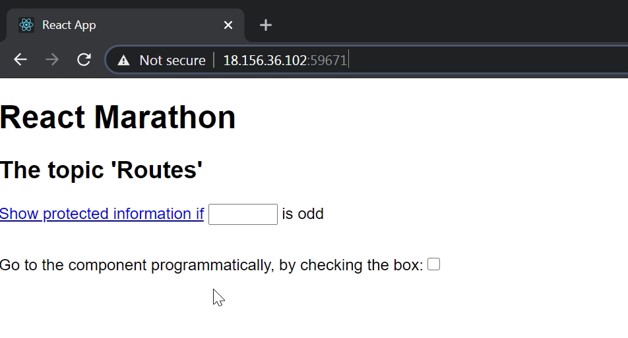 React App
Not secure | 18.156.36.102:59671
React Marathon
The topic 'Routes'
Show protected information if is odd
Go to the component programmatically, by checking the box: